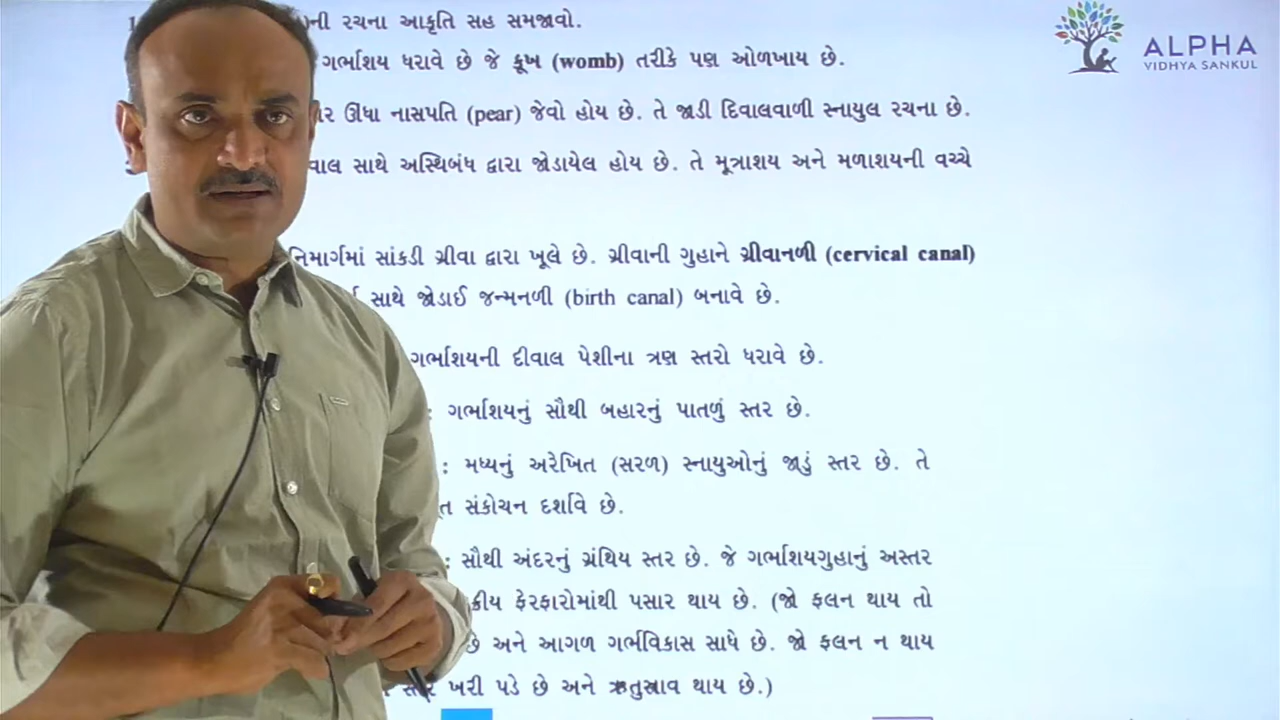 ની રચના આકૃતિ સહ સમજાવો.
ગર્ભાશય ધરાવે છે જે કૂખ (womb) તરીકે પણ ઓળખાય છે.
ઊંધા નાસપતિ (pear) જેવો હોય છે. તે જાડી દિવાલવાળી સ્નાયુલ રચના છે.
સાથે અસ્થિબંધ દ્વારા જોડાયેલ હોય છે. તે મૂત્રાશય અને મળાશયની વચ્ચે
સાંકડી ગ્રીવા દ્વારા ખૂલે છે. ગ્રીવાની ગુહાને ગ્રીવાનળી (cervical canal)
સાથે જોડાઈ જન્મનળી (birth canal) બનાવે છે.
ગર્ભાશયની દીવાલ પેશીના ત્રણ સ્તરો ધરાવે છે.
: ગર્ભાશયનું સૌથી બહારનું પાતળું સ્તર છે.
: મધ્યનું અરેખિત (સરળ) સ્નાયુઓનું જાડું સ્તર છે. તે
સંકોચન દર્શાવે છે.
: સૌથી અંદરનું ગ્રંથિય સ્તર છે. જે ગર્ભાશયગુહાનું અસ્તર
ફેરફારોમાંથી પસાર થાય છે. (જો ફલન થાય તો
છે અને આગળ ગર્ભવિકાસ સાધે છે. જો ફલન ન થાય
ખરી પડે છે અને ઋતુસ્રાવ થાય છે.)
ALPHA
VIDHYA SANKUL